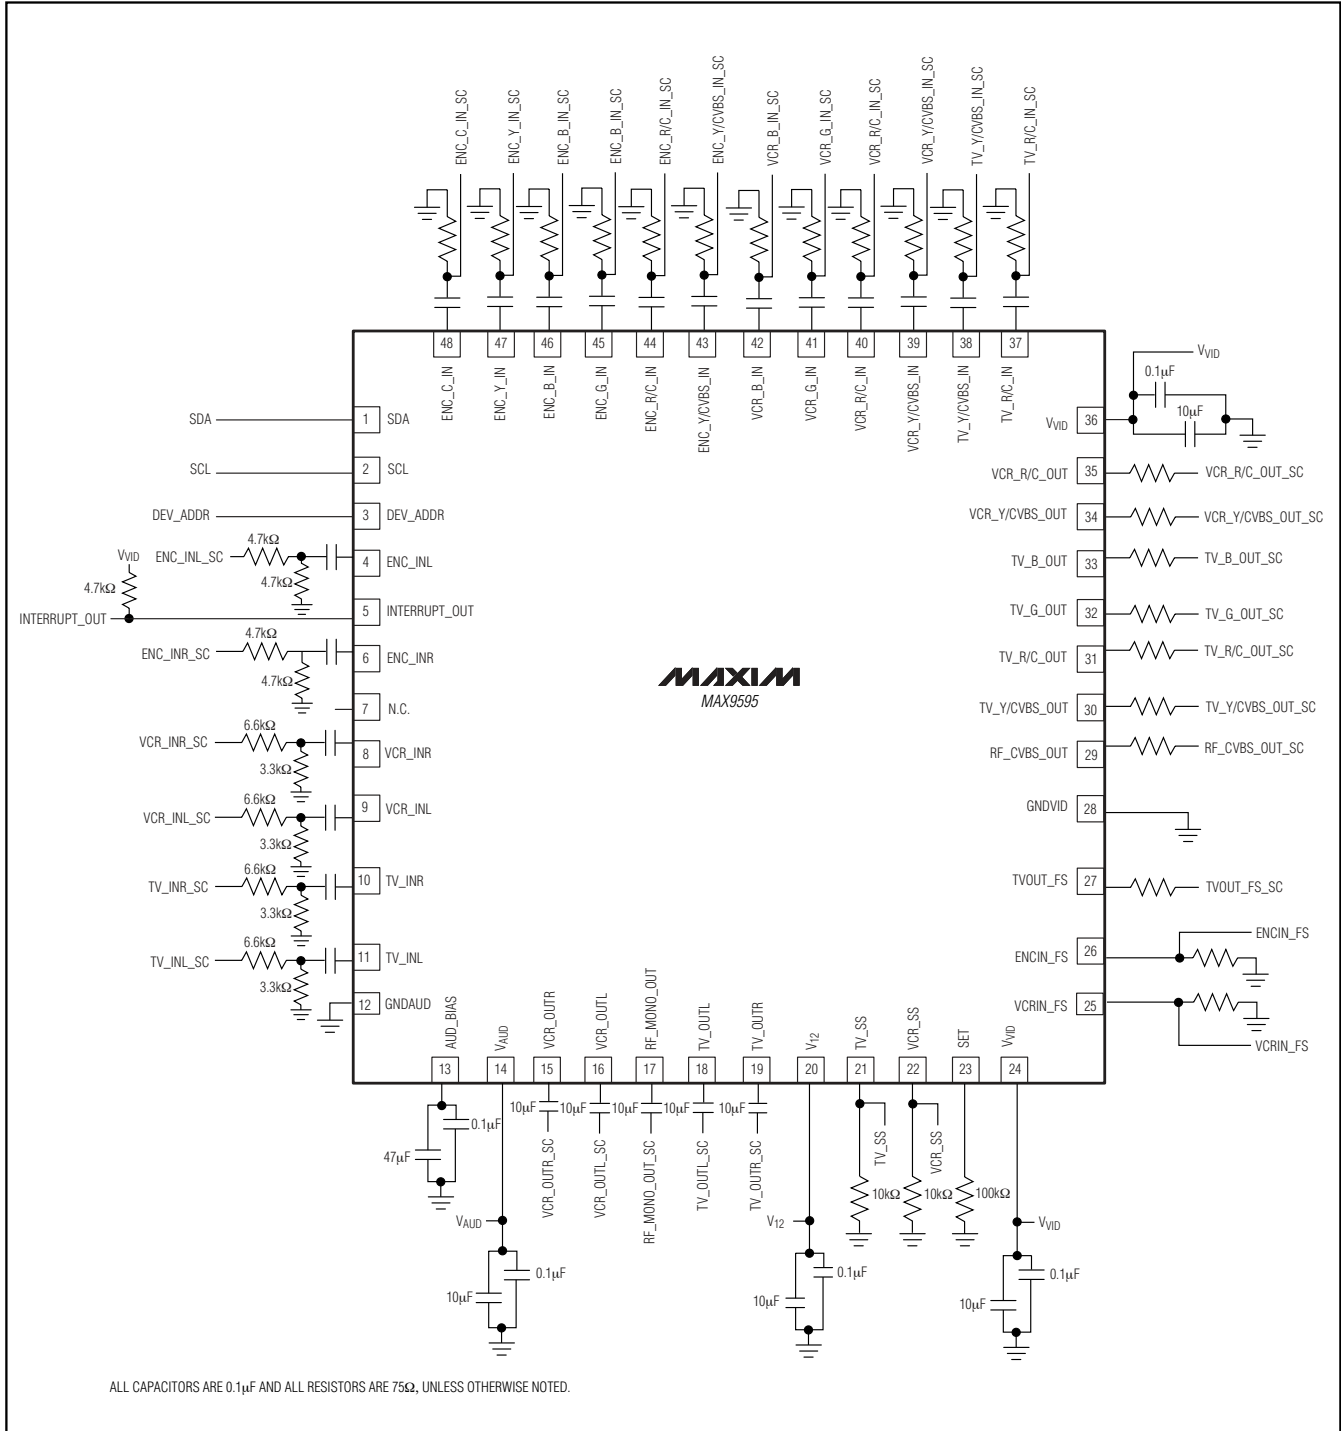 ENC_C_IN_SC
ENC_Y_IN_SC
ENC_B_IN_SC
ENC_B_IN_SC
ENC_R/C_IN_SC
ENC_Y/CVBS_IN_SC
VCR_B_IN_SC
VCR_G_IN_SC
VCR_R/C_IN_SC
VCR_Y/CVBS_IN_SC
TV_Y/CVBS_IN_SC
TV_R/C_IN_SC
48
47
46
45
44
43
42
41
40
39
38
37
ENC_C_IN
ENC_Y_IN
ENC_B_IN
ENC_G_IN
ENC_R/C_IN
ENC_Y/CVBS_IN
VCR_B_IN
VCR_G_IN
VCR_R/C_IN
VCR_Y/CVBS_IN
TV_Y/CVBS_IN
TV_R/C_IN
SDA 1 SDA
SCL 2 SCL
DEV_ADDR 3 DEV_ADDR
ENC_INL_SC 4.7kΩ 4.7kΩ 4 ENC_INL
VVID
4.7kΩ
INTERRUPT_OUT 5 INTERRUPT_OUT
ENC_INR_SC 4.7kΩ 4.7kΩ 6 ENC_INR
7 N.C.
VCR_INR_SC 6.6kΩ 3.3kΩ 8 VCR_INR
VCR_INL_SC 6.6kΩ 3.3kΩ 9 VCR_INL
TV_INR_SC 6.6kΩ 3.3kΩ 10 TV_INR
TV_INL_SC 6.6kΩ 3.3kΩ 11 TV_INL
12 GNDAUD
MAXIM
MAX9595
VVID
0.1µF
10µF
VVID 36
VCR_R/C_OUT 35 VCR_R/C_OUT_SC
VCR_Y/CVBS_OUT 34 VCR_Y/CVBS_OUT_SC
TV_B_OUT 33 TV_B_OUT_SC
TV_G_OUT 32 TV_G_OUT_SC
TV_R/C_OUT 31 TV_R/C_OUT_SC
TV_Y/CVBS_OUT 30 TV_Y/CVBS_OUT_SC
RF_CVBS_OUT 29 RF_CVBS_OUT_SC
GNDVID 28
TVOUT_FS 27 TVOUT_FS_SC
ENCIN_FS 26 ENCIN_FS
VCRIN_FS 25 VCRIN_FS
AUD_BIAS
VAUD
VCR_OUTR
VCR_OUTL
RF_MONO_OUT
TV_OUTL
TV_OUTR
V12
TV_SS
VCR_SS
SET
VVID
13
14
15
16
17
18
19
20
21
22
23
24
0.1µF
47µF
10µF
10µF
10µF
10µF
10µF
VCR_OUTR_SC
VCR_OUTL_SC
RF_MONO_OUT_SC
TV_OUTL_SC
TV_OUTR_SC
TV_SS
VCR_SS
10kΩ
10kΩ
100kΩ
VAUD
V12
VVID
10µF
0.1µF
10µF
0.1µF
10µF
0.1µF
ALL CAPACITORS ARE 0.1µF AND ALL RESISTORS ARE 75Ω, UNLESS OTHERWISE NOTED.